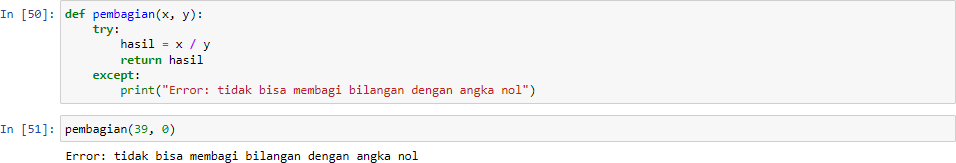 In [50]: def pembagian(x, y):
    try:
        hasil = x / y
        return hasil
    except:
        print("Error: tidak bisa membagi bilangan dengan angka nol")
In [51]: pembagian(39, 0)
Error: tidak bisa membagi bilangan dengan angka nol